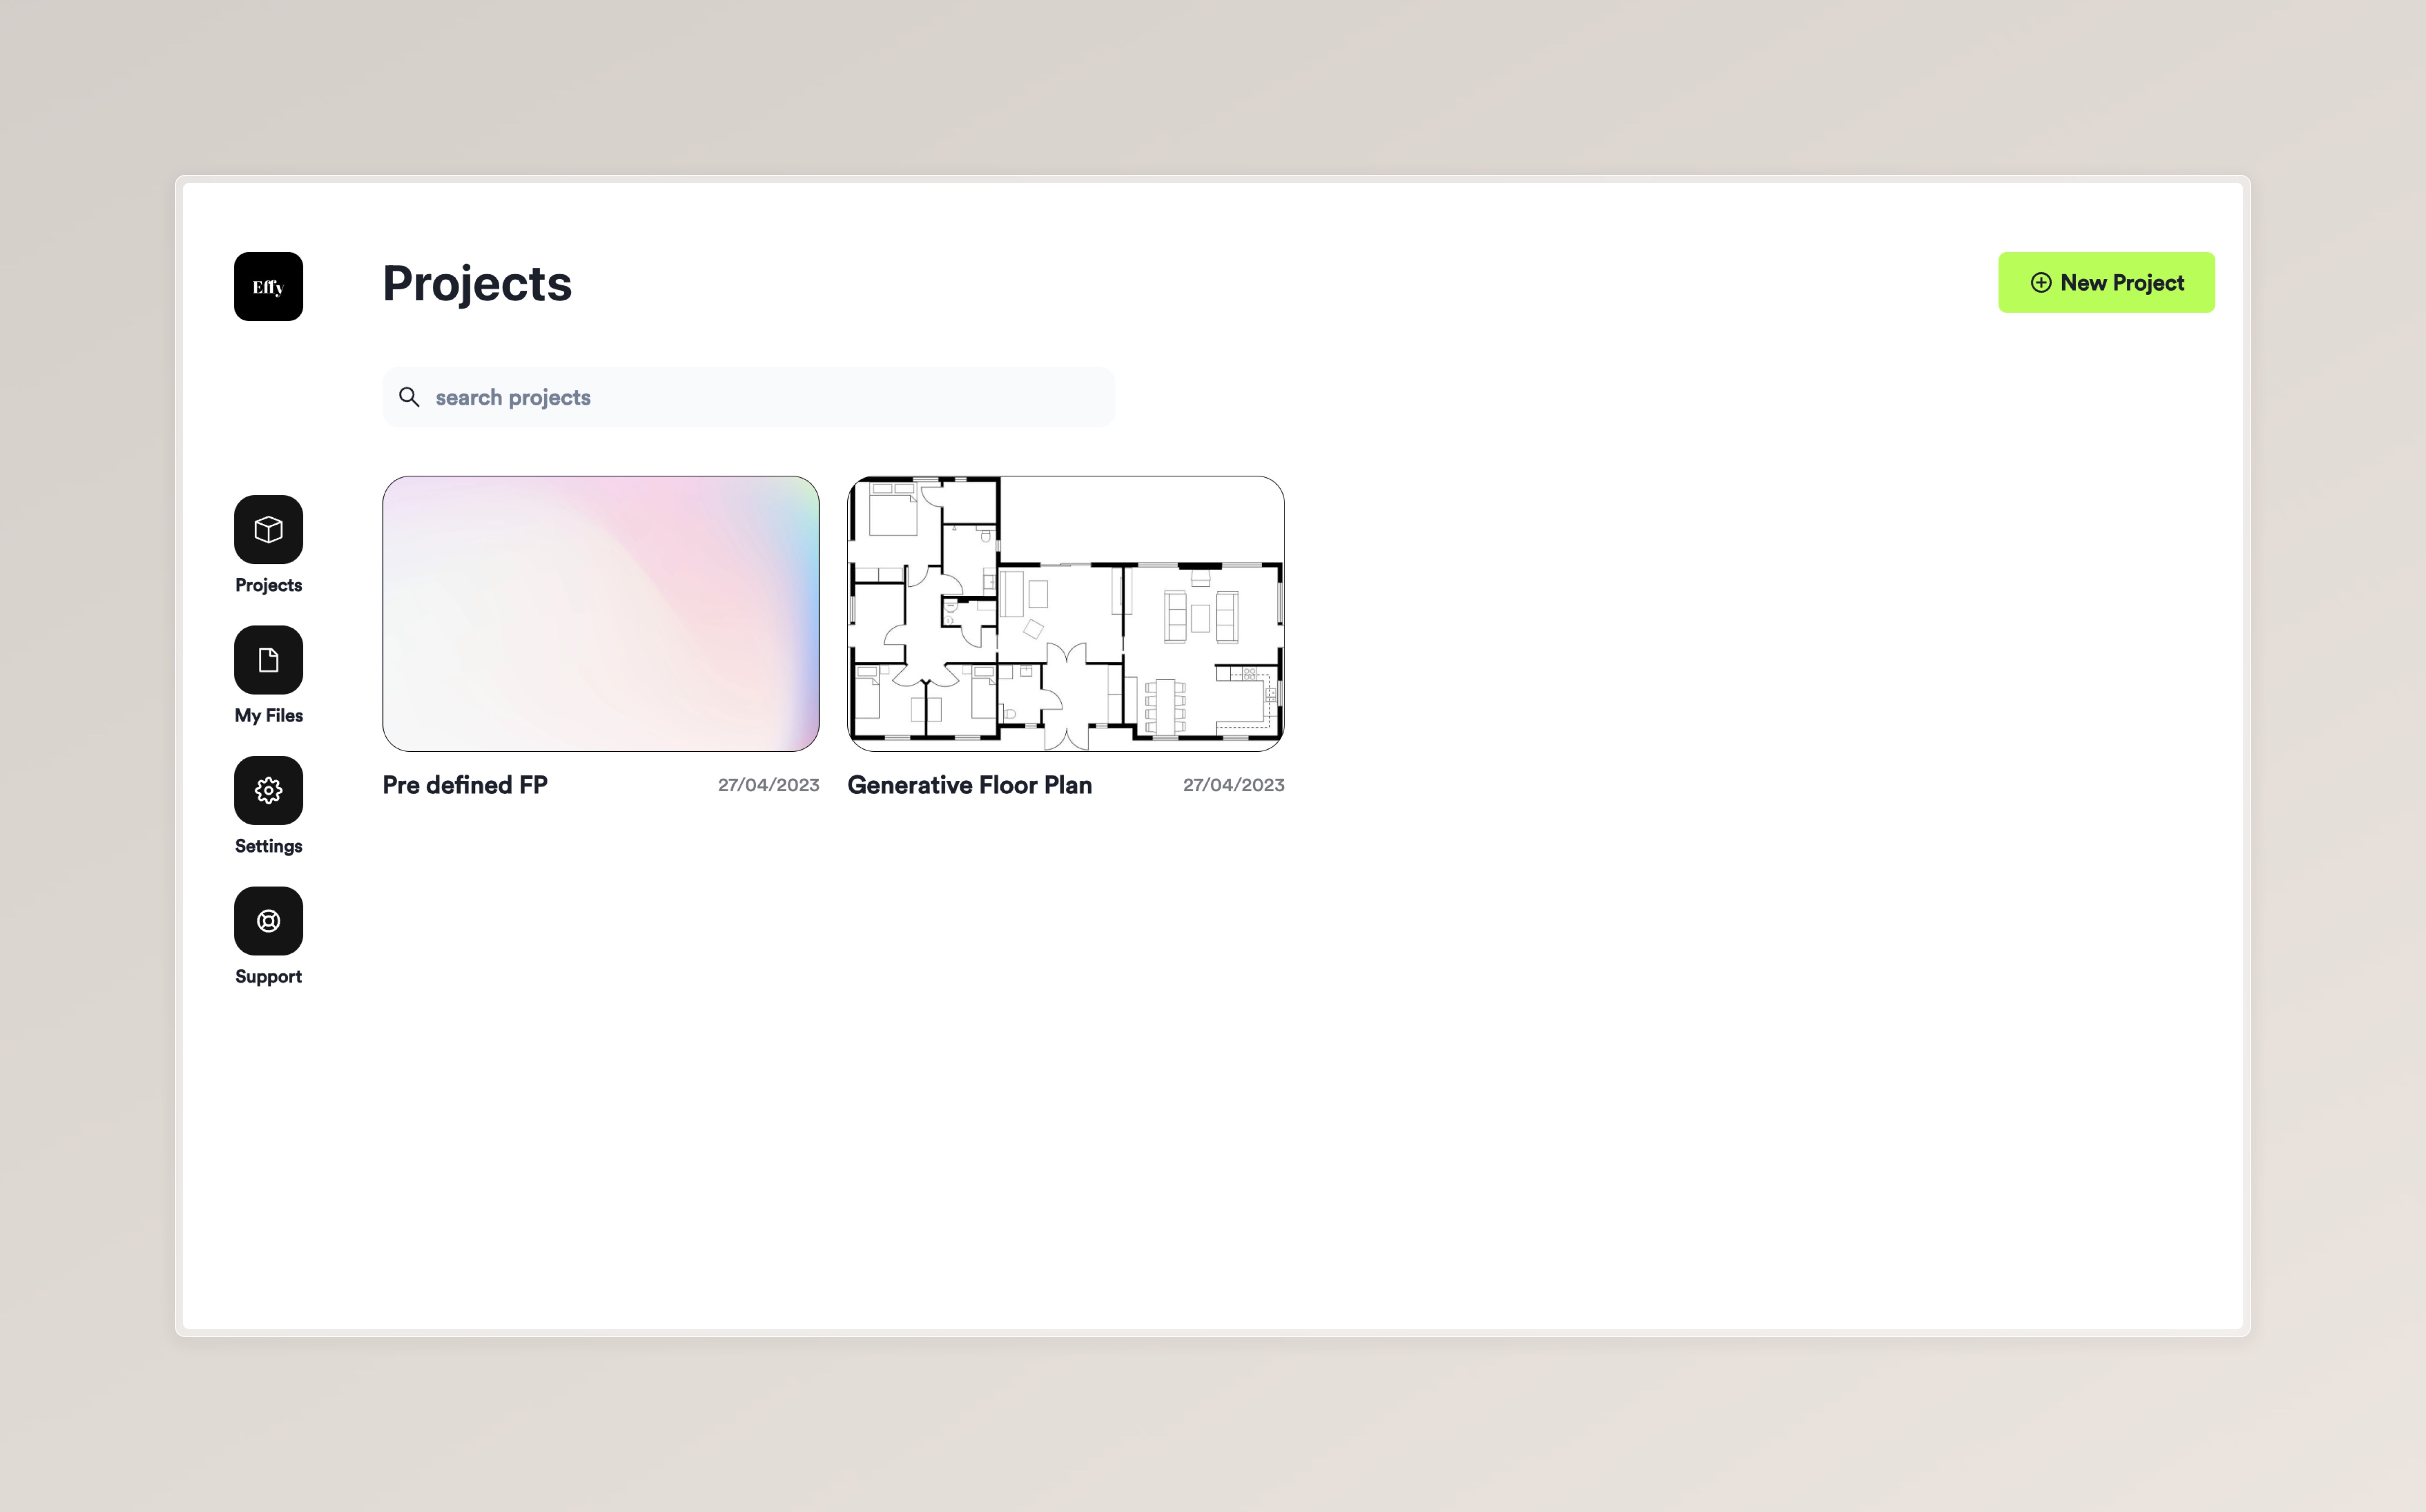 Effy
Projects
New Project
search projects
Projects
My Files
Settings
Support
Pre defined FP
27/04/2023
Generative Floor Plan
27/04/2023